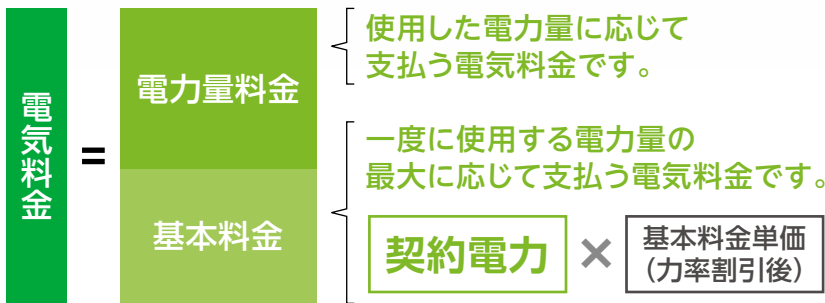 電気料金
=
電力量料金
使用した電力量に応じて
支払う電気料金です。
基本料金
一度に使用する電力量の
最大に応じて支払う電気料金です。
契約電力
×
基本料金単価
(力率割引後)